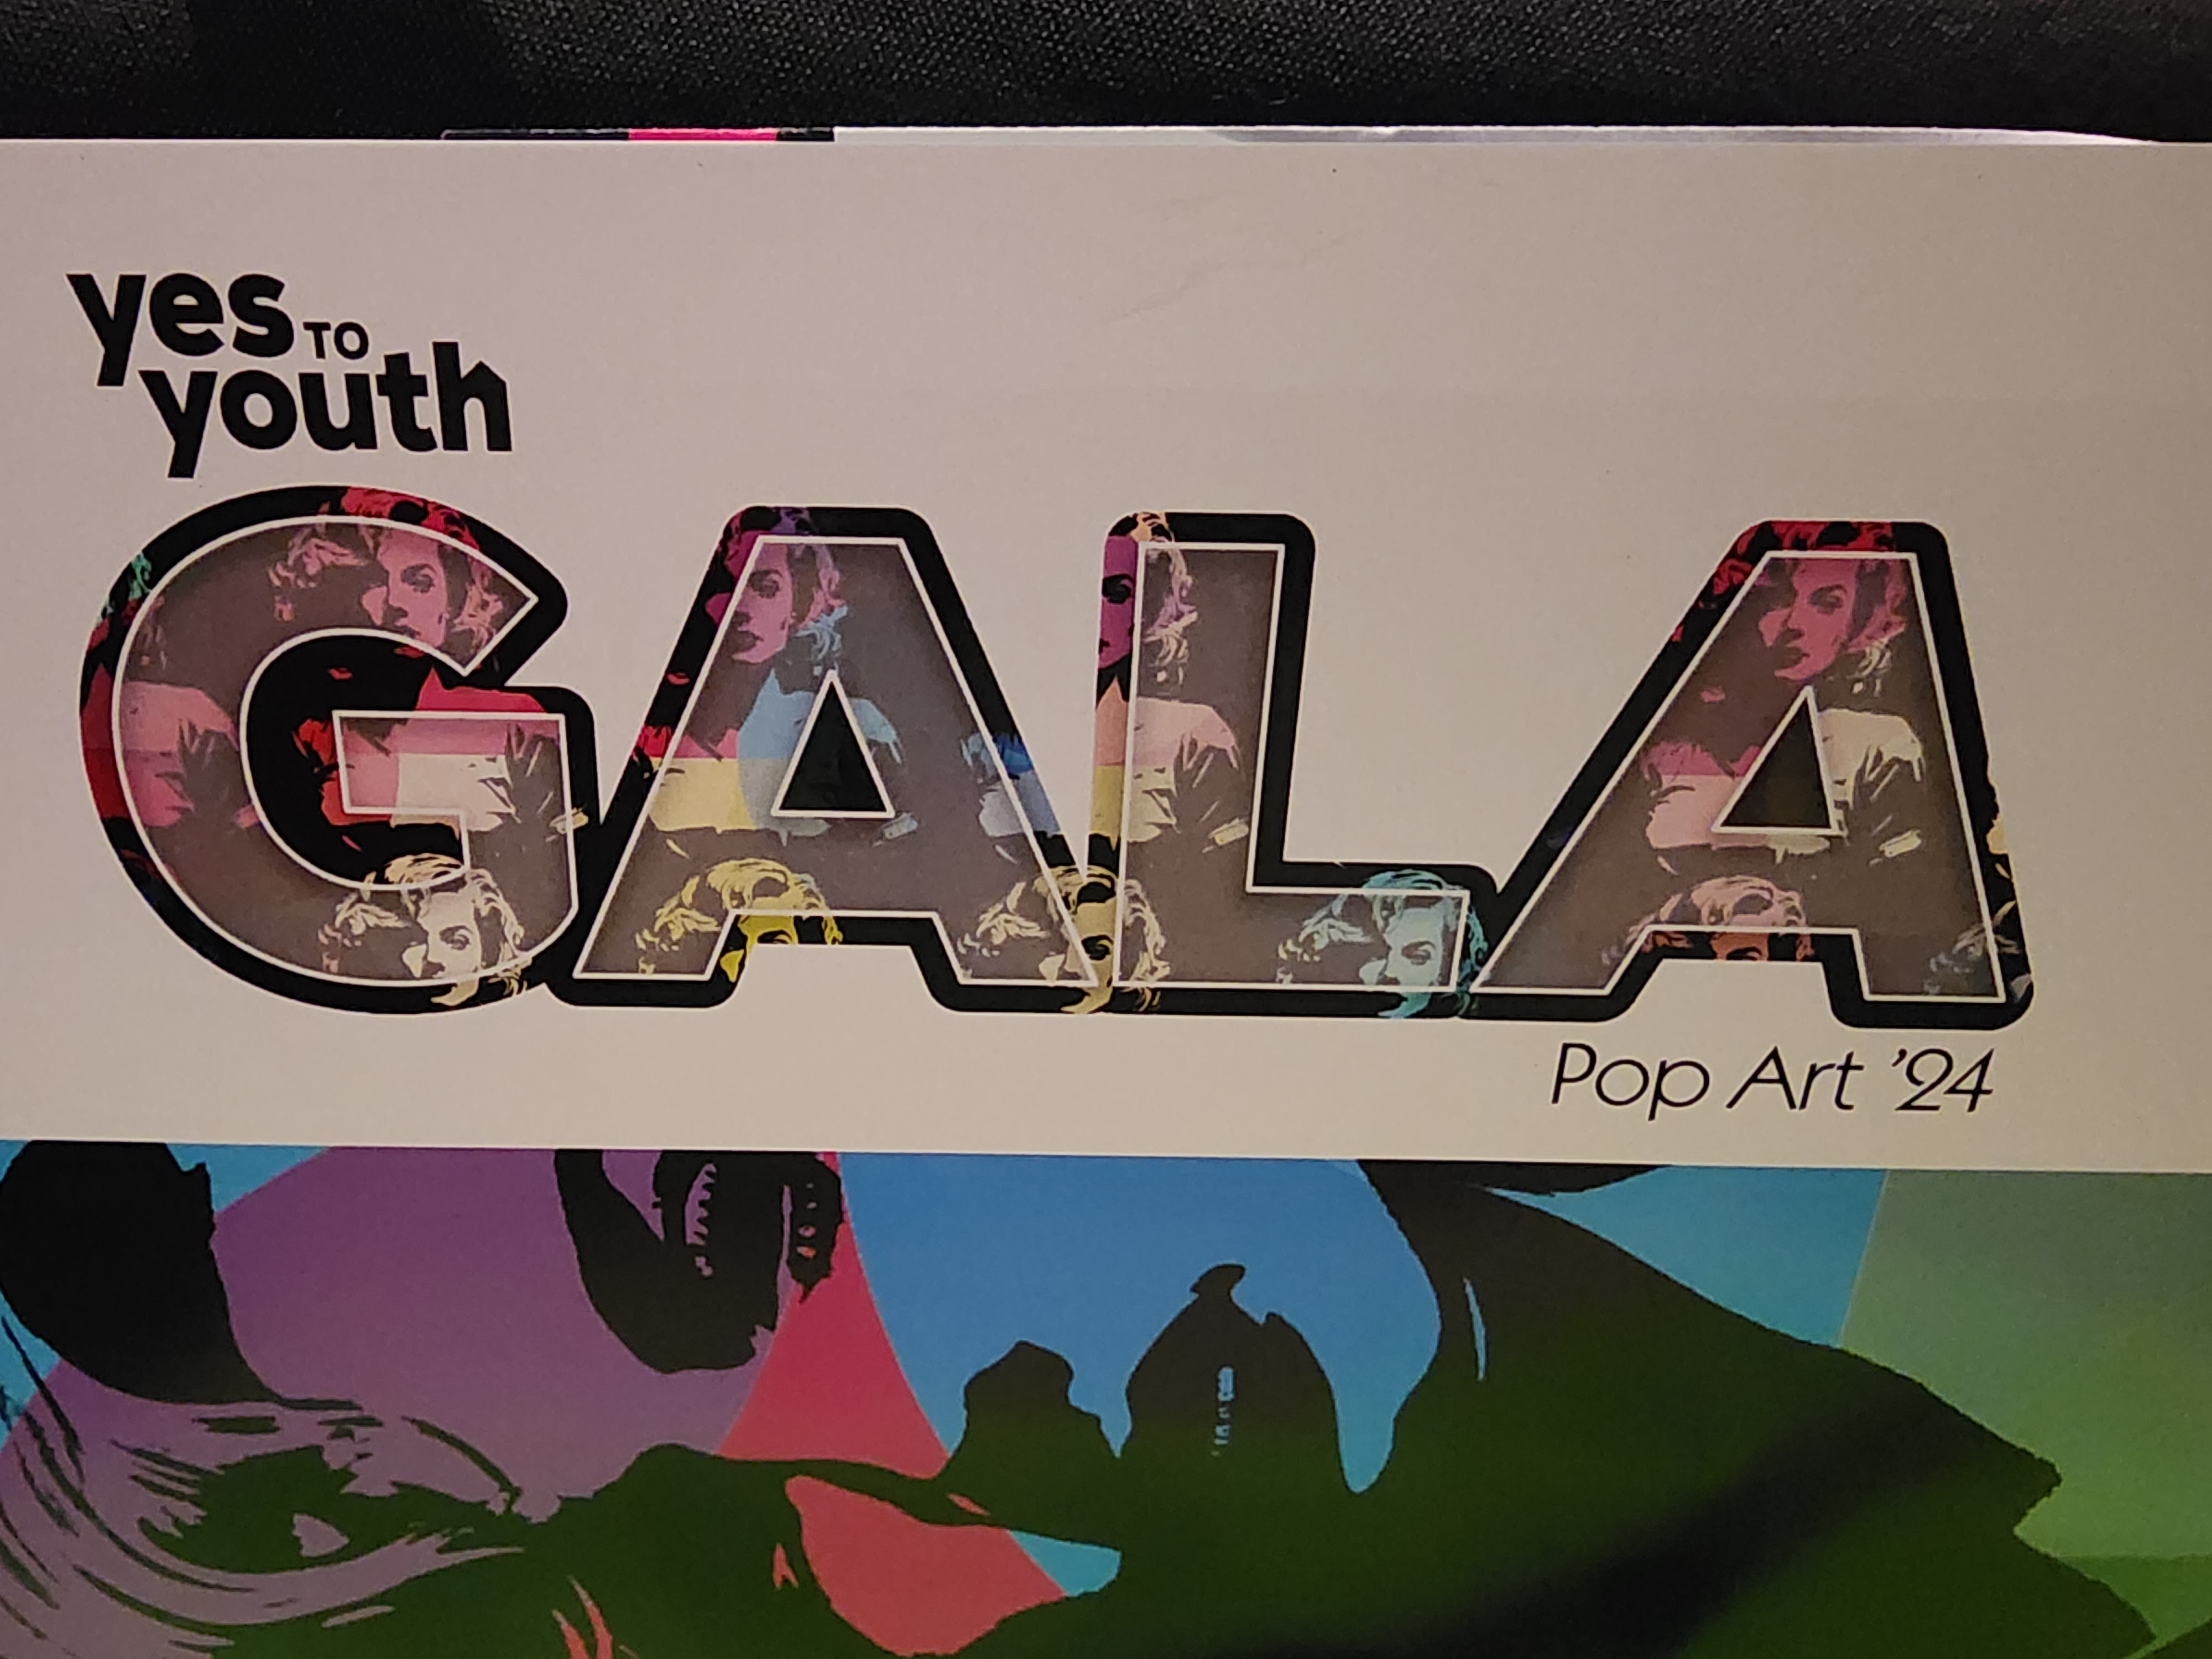 yes TO
youth
GALA
Pop Art '24